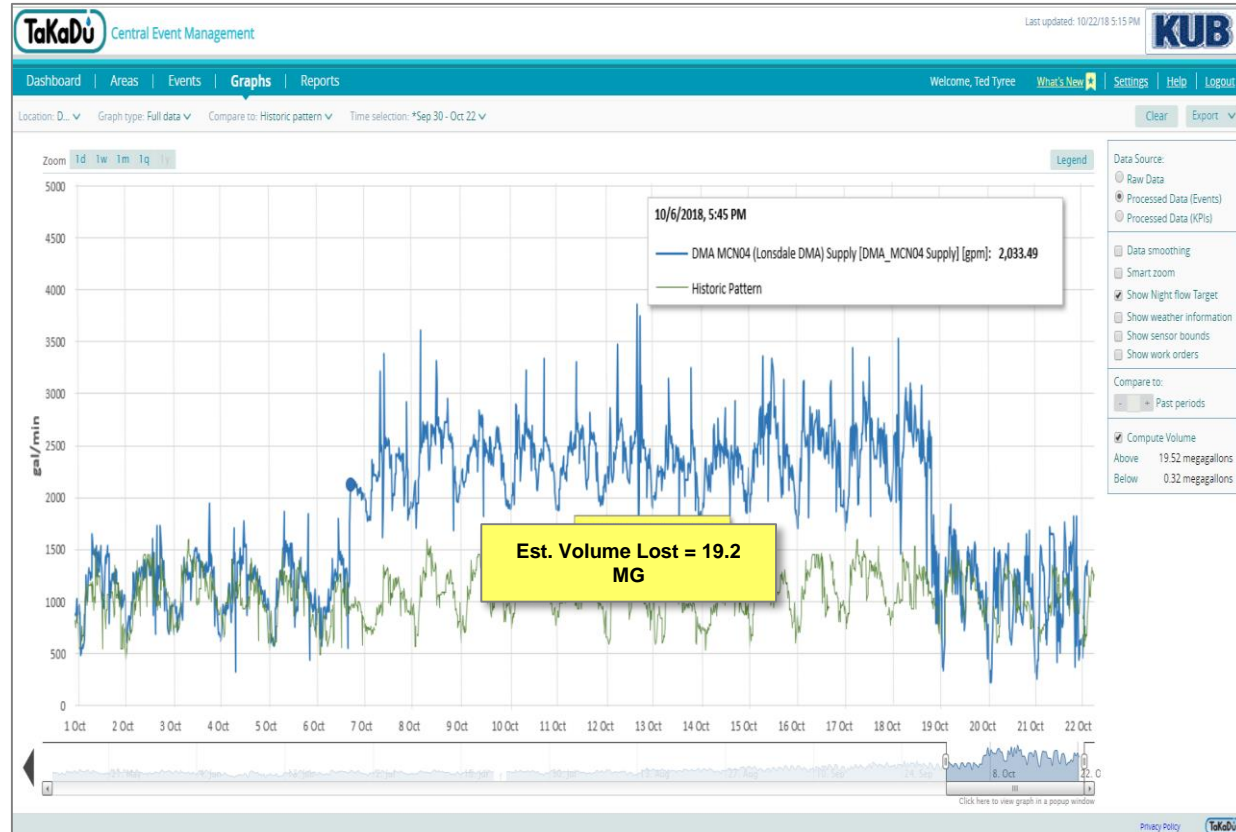 TaKaDu Central Event Management
Last updated: 10/22/18 5:15 PM
KUB
Dashboard | Areas | Events | Graphs | Reports
Welcome, Ted Tyree What's New | Settings | Help | Logout
Location: D... Graph type: Full data Compare to: Historic pattern Time selection: *Sep 30 - Oct 22
Clear Export
Zoom 1d 1w 1m 1q 1y
Legend
5000
4500
4000
3500
3000
2500
2000
1500
1000
500
0
gal/min
10/6/2018, 5:45 PM
DMA MCN04 (Lonsdale DMA) Supply [DMA_MCN04 Supply] [gpm]: 2,033.49
Historic Pattern
Est. Volume Lost = 19.2
MG
1 Oct 2 Oct 3 Oct 4 Oct 5 Oct 6 Oct 7 Oct 8 Oct 9 Oct 10 Oct 11 Oct 12 Oct 13 Oct 14 Oct 15 Oct 16 Oct 17 Oct 18 Oct 19 Oct 20 Oct 21 Oct 22 Oct
24. Sep 8. Oct 22. O
Click here to view graph in a popup window
Data Source:
Raw Data
Processed Data (Events)
Processed Data (KPIs)
Data smoothing
Smart zoom
Show Night flow Target
Show weather information
Show sensor bounds
Show work orders
Compare to:
- + Past periods
Compute Volume
Above 19.52 megagallons
Below 0.32 megagallons
Privacy Policy TaKaDu